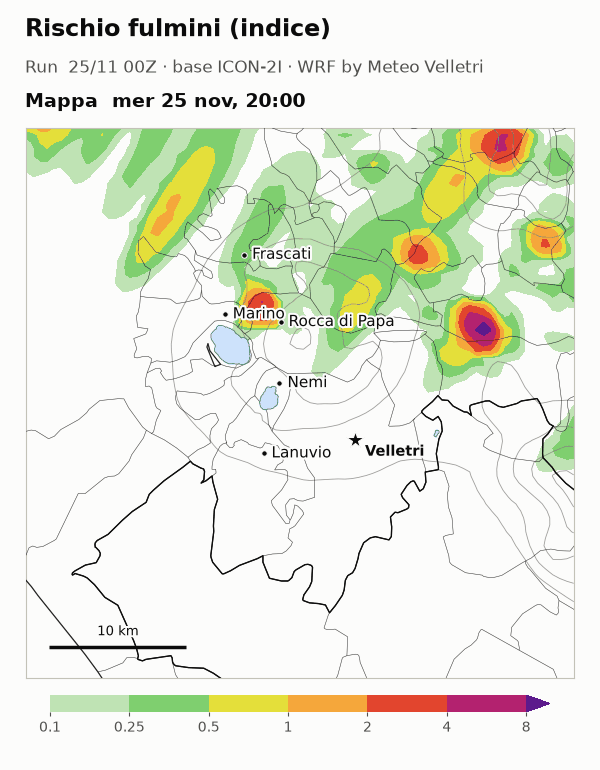 Rischio fulmini (indice)
Run  25/11 00Z · base ICON-2I · WRF by Meteo Velletri
Mappa  mer 25 nov, 20:00
Frascati
Marino
Rocca di Papa
Nemi
Velletri
Lanuvio
10 km
0.1 0.25 0.5 1 2 4 8